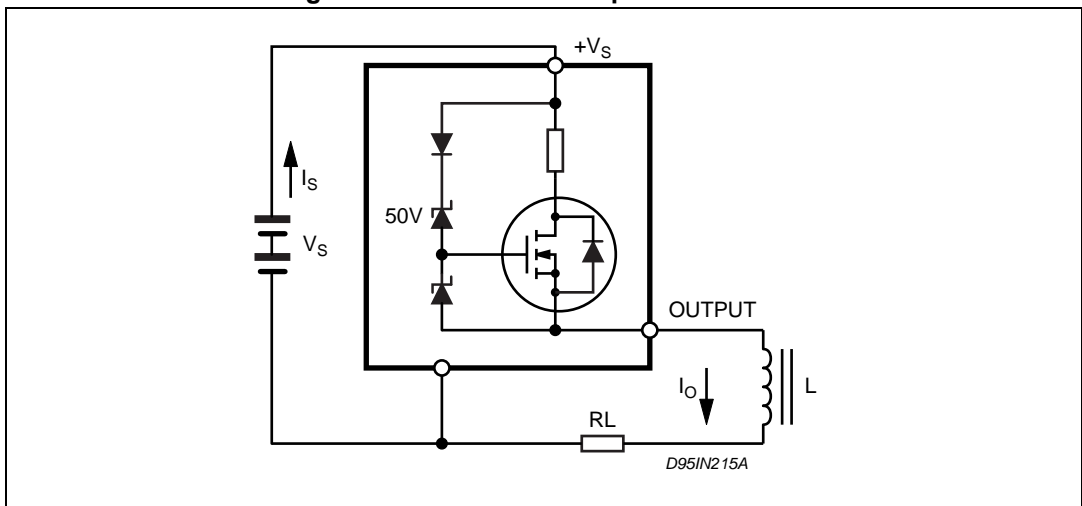 +VS
IS
50V
VS
OUTPUT
IO
L
RL
D95IN215A